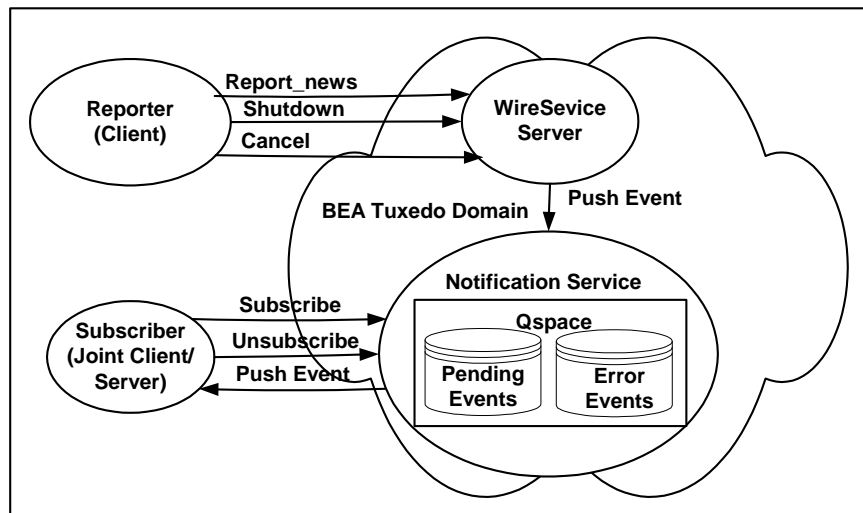 Report_news
Reporter
(Client)
Shutdown
Cancel
WireSevice
Server
BEA Tuxedo Domain
Push Event
Notification Service
Subscribe
Subscriber
(Joint Client/
Server)
Unsubscribe
Push Event
Qspace
Pending
Events
Error
Events